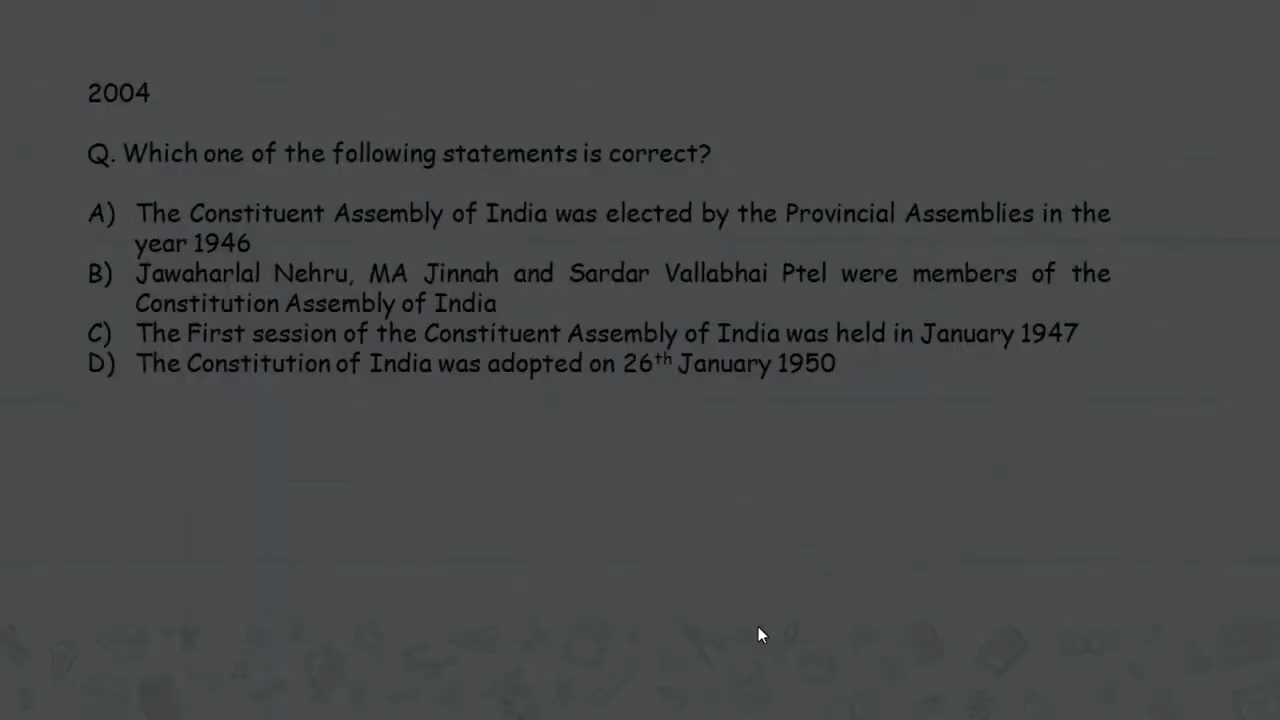 2004
Q. Which one of the following statements is correct?
A) The Constituent Assembly of India was elected by the Provincial Assemblies in the
year 1946
B) Jawaharlal Nehru, MA Jinnah and Sardar Vallabhai Ptel were members of the
Constitution Assembly of India
C) The First session of the Constituent Assembly of India was held in January 1947
D) The Constitution of India was adopted on 26th January 1950